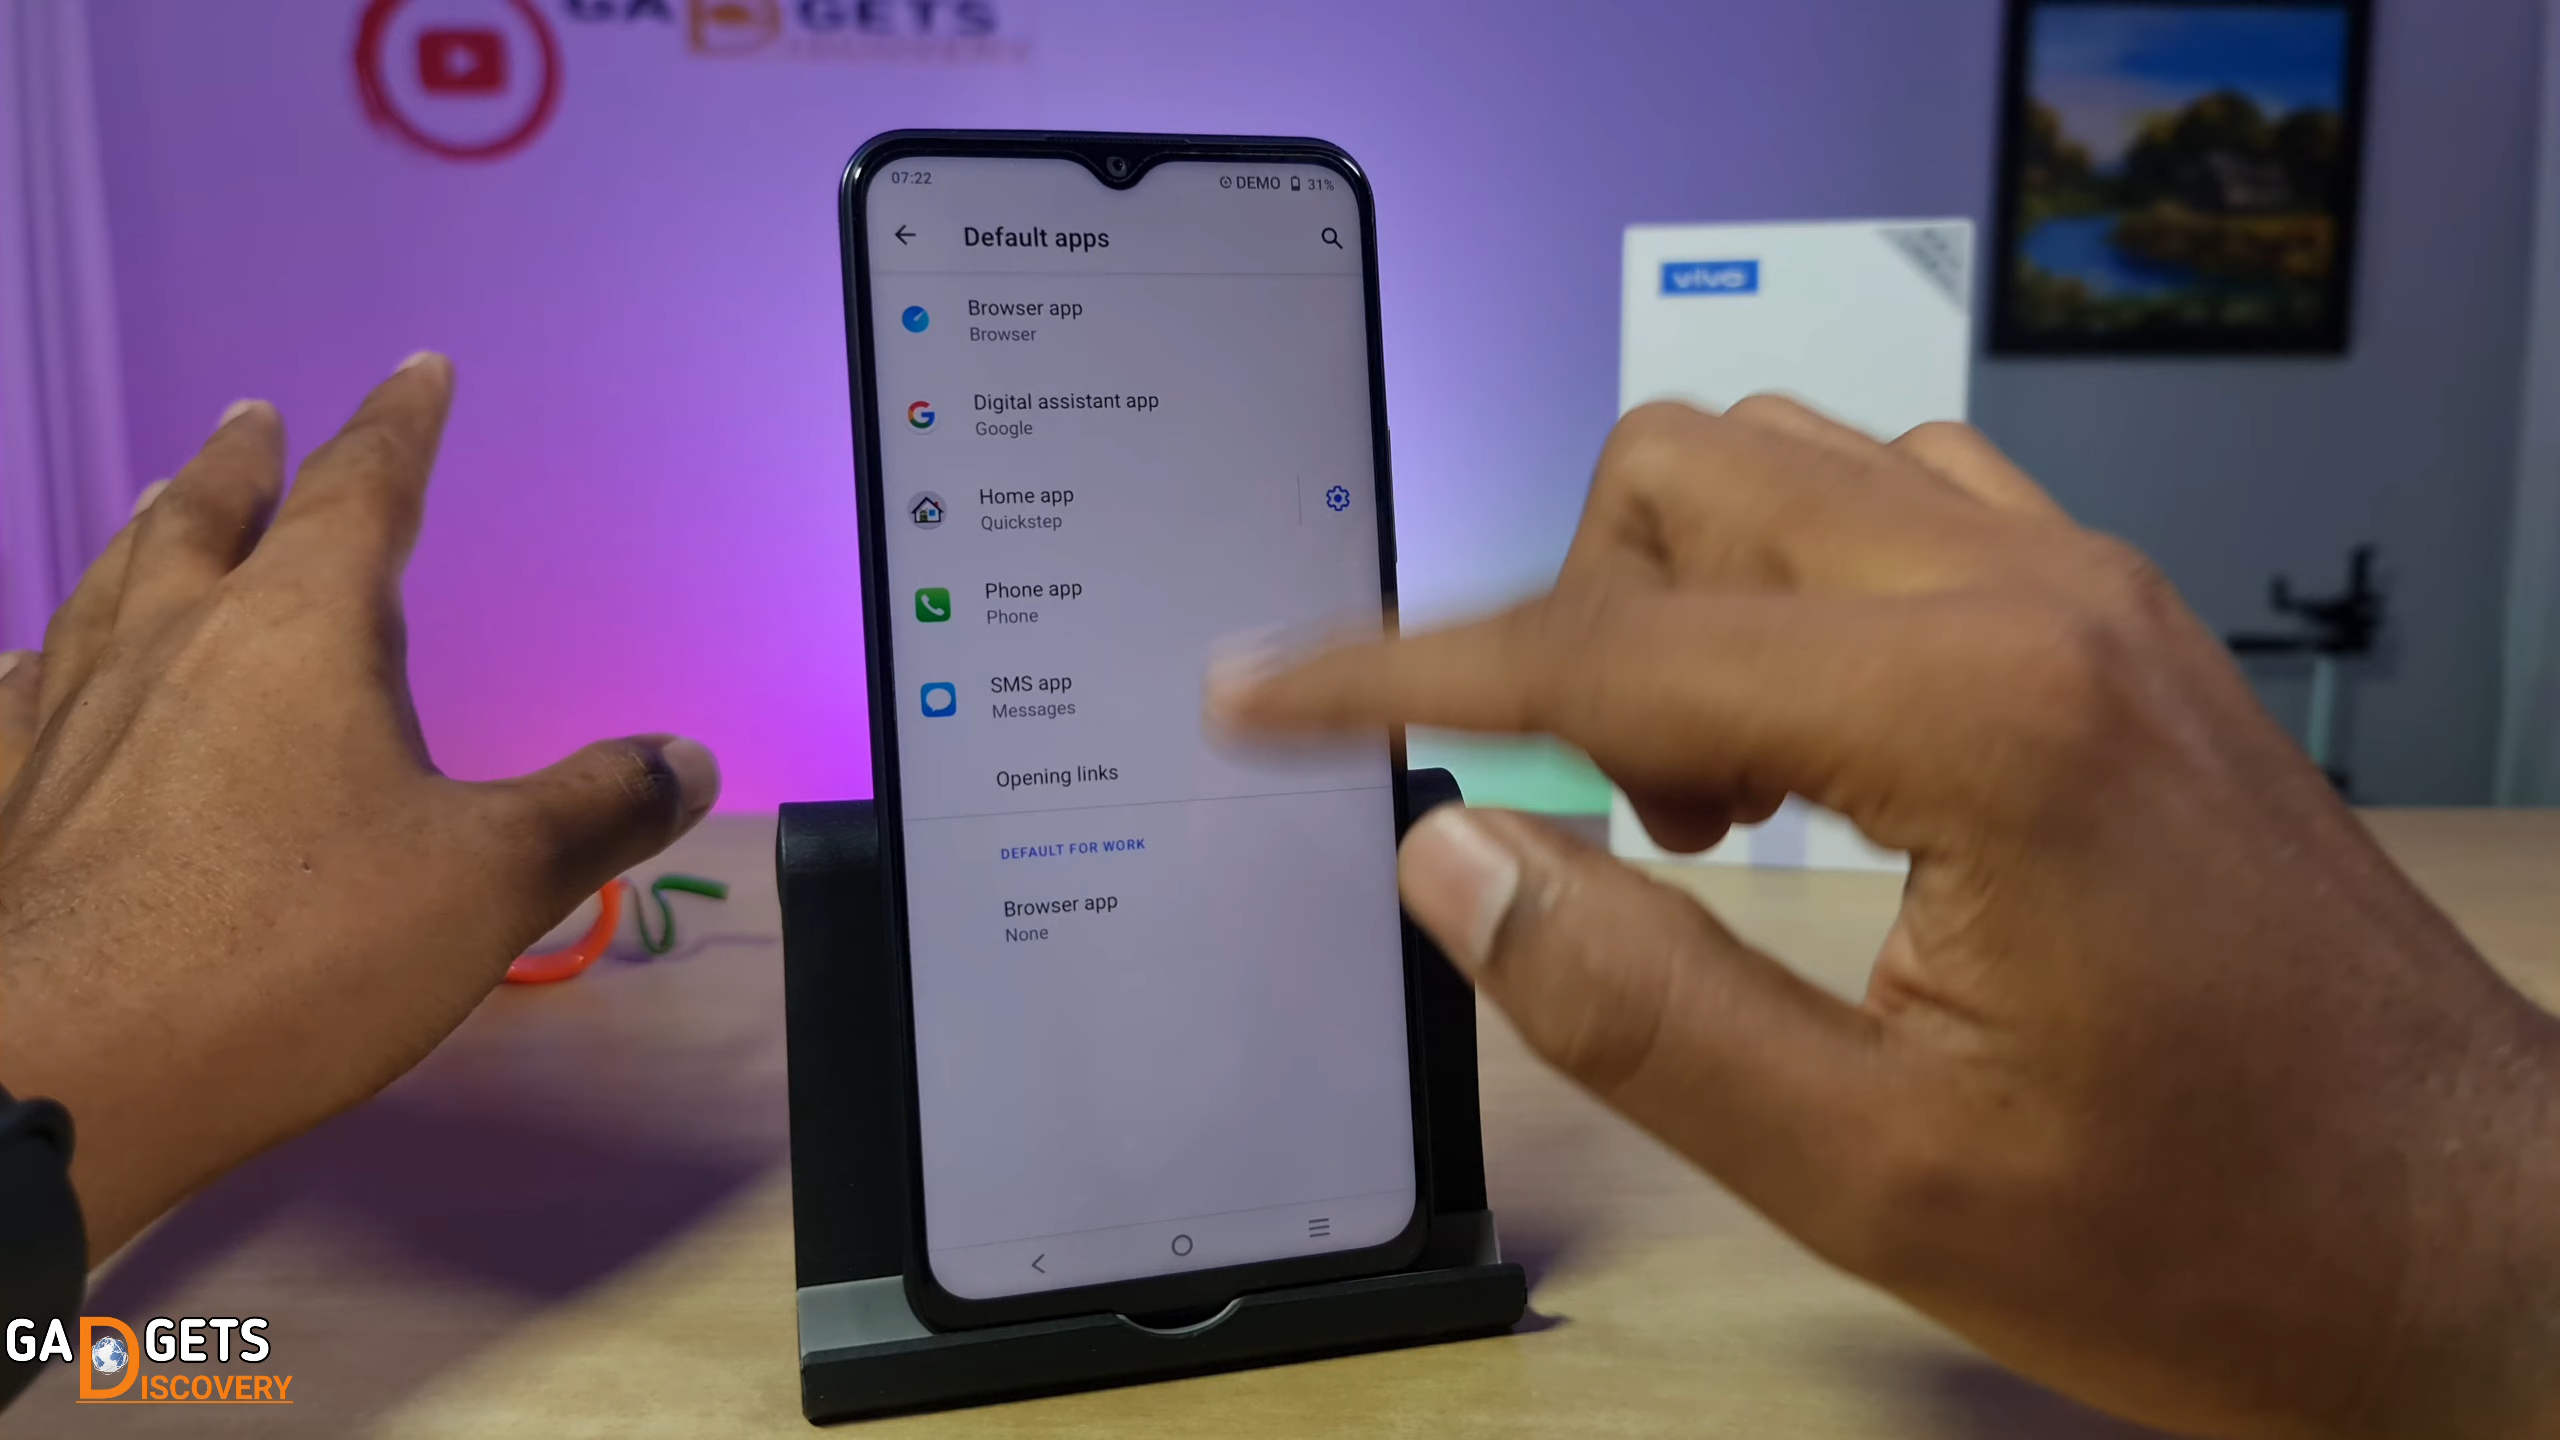 GADGETS
07:22
DEMO 31%
Default apps
Browser app
Browser
Digital assistant app
Google
Home app
Quickstep
Phone app
Phone
SMS app
Messages
Opening links
DEFAULT FOR WORK
Browser app
None
vivo
GADGETS
DISCOVERY